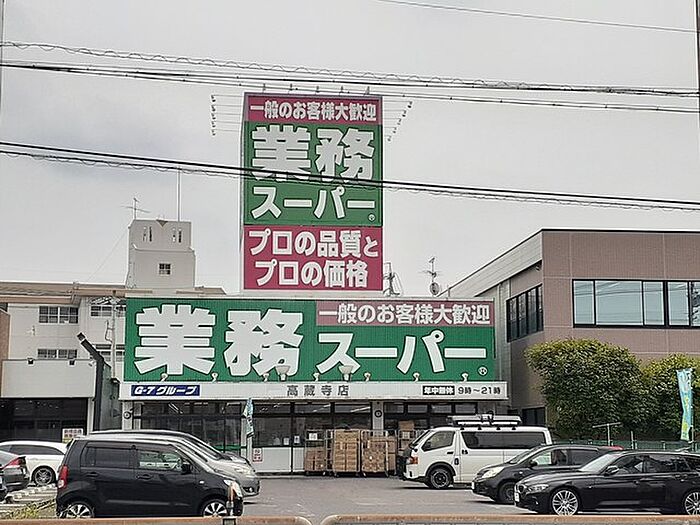 一般のお客様大歓迎
業務
スーパー®
プロの品質と
プロの価格
業務スーパー®
一般のお客様大歓迎
G-7グループ
高蔵寺店
年中無休 9時~21時